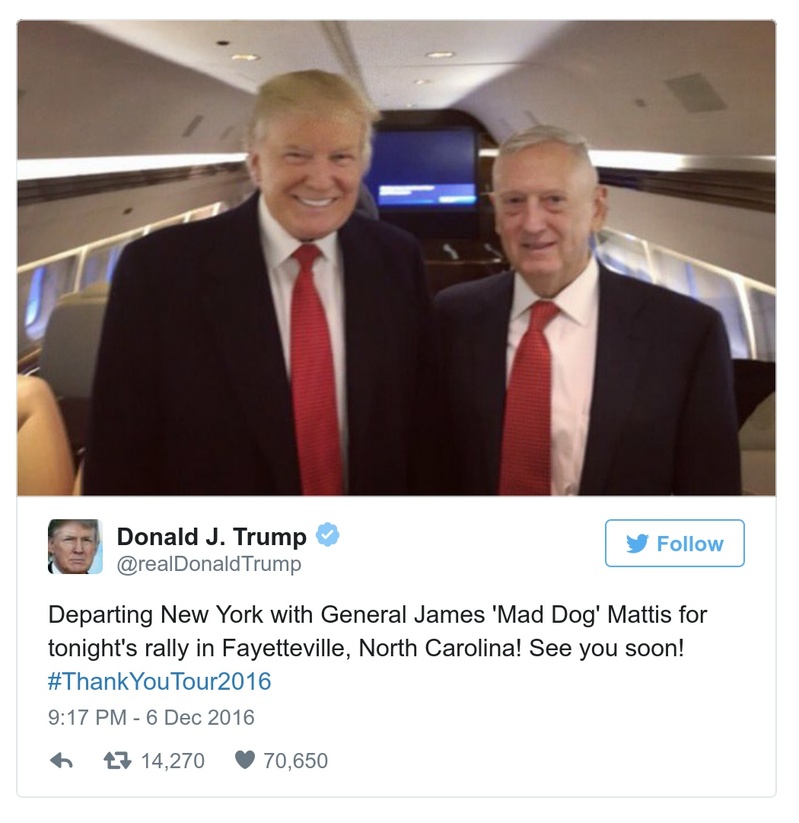 Donald J. Trump
@realDonaldTrump
Follow
Departing New York with General James 'Mad Dog' Mattis for
tonight's rally in Fayetteville, North Carolina! See you soon!
#ThankYouTour2016
9:17 PM - 6 Dec 2016
14,270 70,650